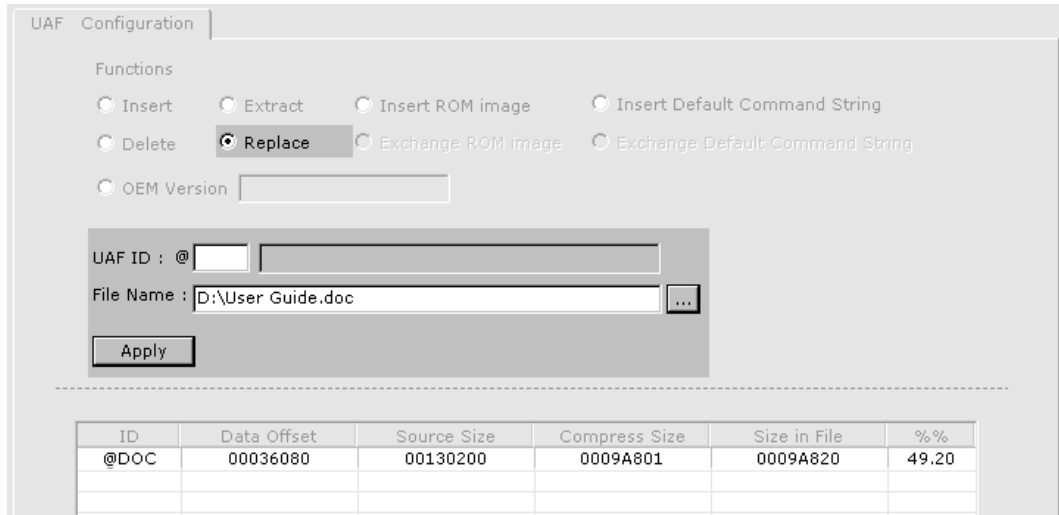 UAF Configuration
Functions
Insert Extract Insert ROM image Insert Default Command String
Delete Replace Exchange ROM image Exchange Default Command String
OEM Version
UAF ID : @
File Name : D:\User Guide.doc ...
Apply
ID Data Offset Source Size Compress Size Size in File %%
@DOC 00036080 00130200 0009A801 0009A820 49.20